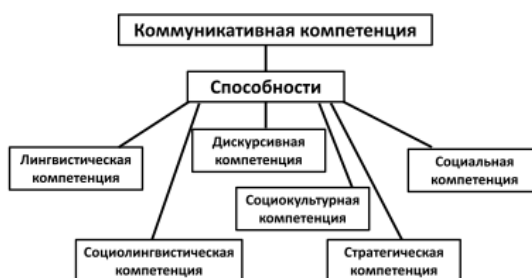 Коммуникативная компетенция
Способности
Лингвистическая
компетенция
Дискурсивная
компетенция
Социальная
компетенция
Социокультурная
компетенция
Социолингвистическая
компетенция
Стратегическая
компетенция